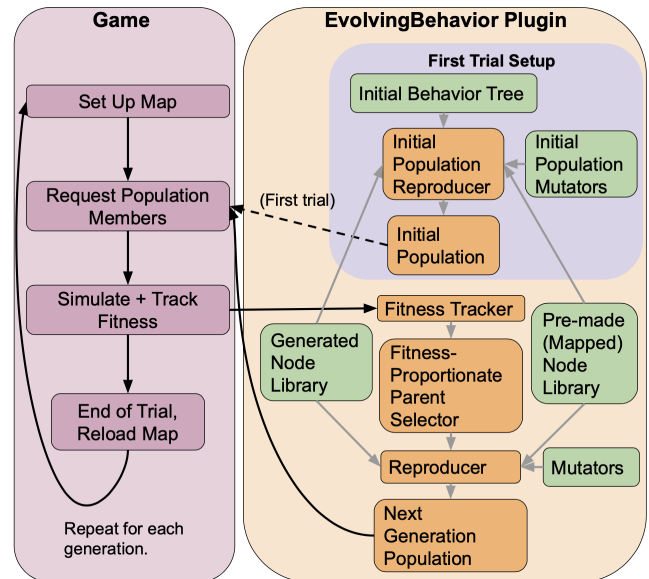 Game
Set Up Map
Request Population
Members
Simulate + Track
Fitness
End of Trial,
Reload Map
Repeat for each
generation.
EvolvingBehavior Plugin
First Trial Setup
Initial Behavior Tree
Initial
Population
Reproducer
Initial
Population
Mutators
(First trial)
Initial
Population
Fitness Tracker
Generated
Node
Library
Fitness-
Proportionate
Parent
Selector
Pre-made
(Mapped)
Node
Library
Reproducer
Mutators
Next
Generation
Population